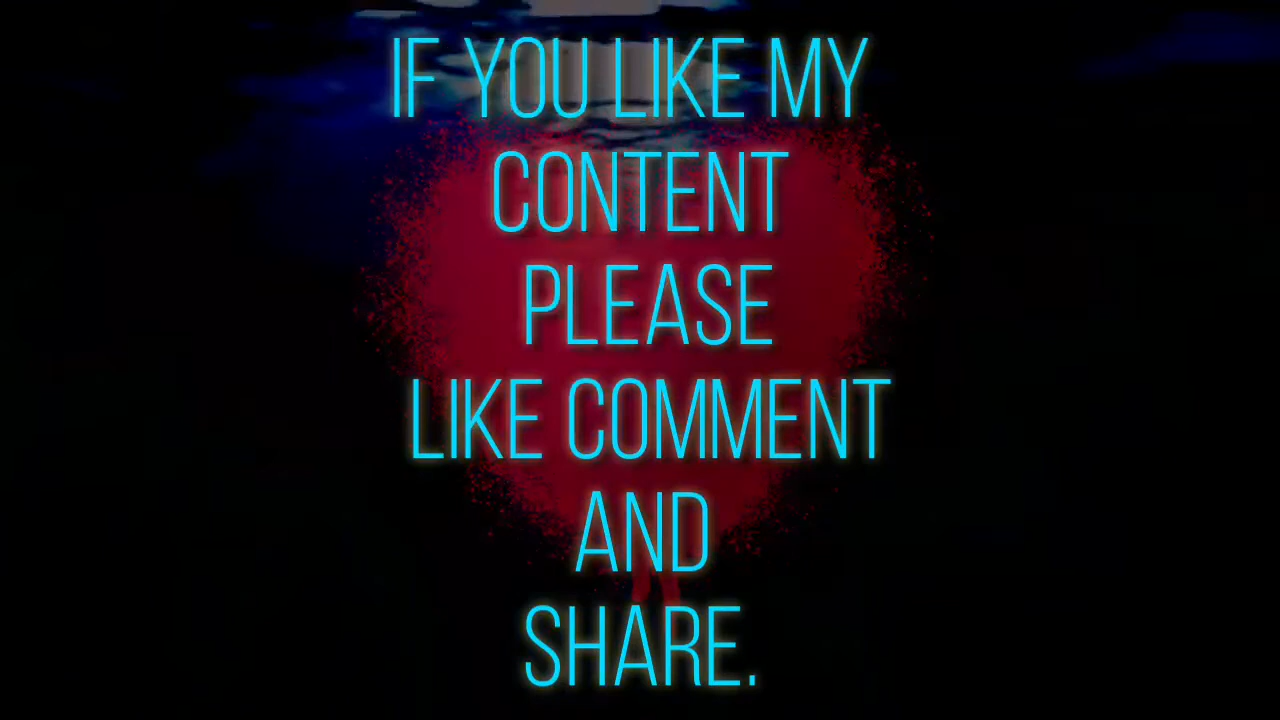 IF YOU LIKE MY
CONTENT
PLEASE
LIKE COMMENT
AND
SHARE.